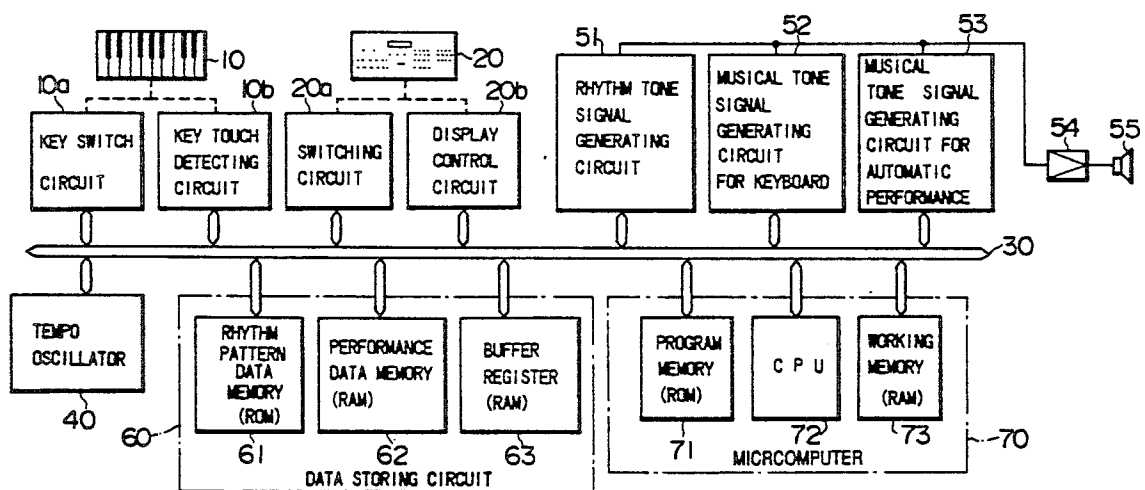 10
20
10a
10b
20a
20b
51
52
53
KEY SWITCH
CIRCUIT
KEY TOUCH
DETECTING
CIRCUIT
SWITCHING
CIRCUIT
DISPLAY
CONTROL
CIRCUIT
RHYTHM TONE
SIGNAL
GENERATING
CIRCUIT
MUSICAL TONE
SIGNAL
GENERATING
CIRCUIT
FOR KEYBOARD
MUSICAL
TONE SIGNAL
GENERATING
CIRCUIT FOR
AUTOMATIC
PERFORMANCE
54
55
30
TEMPO
OSCILLATOR
40
RHYTHM
PATTERN
DATA
MEMORY
(ROM)
61
PERFORMANCE
DATA MEMORY
(RAM)
62
BUFFER
REGISTER
(RAM)
63
60
DATA STORING CIRCUIT
PROGRAM
MEMORY
(ROM)
71
C P U
72
WORKING
MEMORY
(RAM)
73
70
MICRCOMPUTER